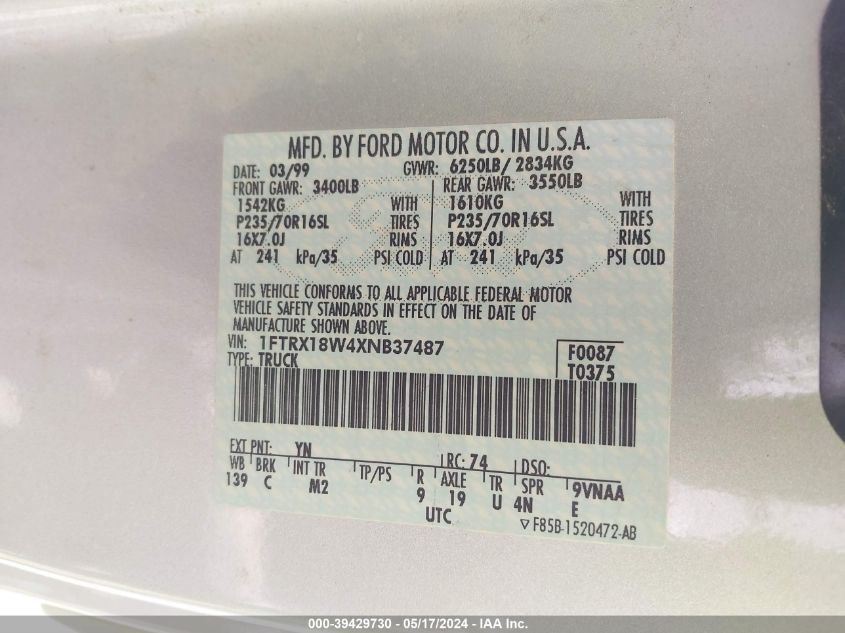 MFD. BY FORD MOTOR CO. IN U.S.A.
DATE: 03/99 GVWR: 6250LB/ 2834KG
FRONT GAWR: 3400LB REAR GAWR: 3550LB
1542KG WITH 1610KG WITH
P235/70R16SL TIRES P235/70R16SL TIRES
16X7.0J RIMS 16X7.0J RIMS
AT 241 kPa/35 PSI COLD AT 241 kPa/35 PSI COLD
THIS VEHICLE CONFORMS TO ALL APPLICABLE FEDERAL MOTOR
VEHICLE SAFETY STANDARDS IN EFFECT ON THE DATE OF
MANUFACTURE SHOWN ABOVE.
VIN: 1FTRX18W4XNB37487 F0087
TYPE: TRUCK T0375
EXT PNT: YN RC: 74 DSO:
WB BRK INT TR TP/PS R AXLE TR SPR 9VNAA
139 C M2 9 19 U 4N E
UTC ▽ F85B-1520472-AB
000-39429730 - 05/17/2024 - IAA Inc.